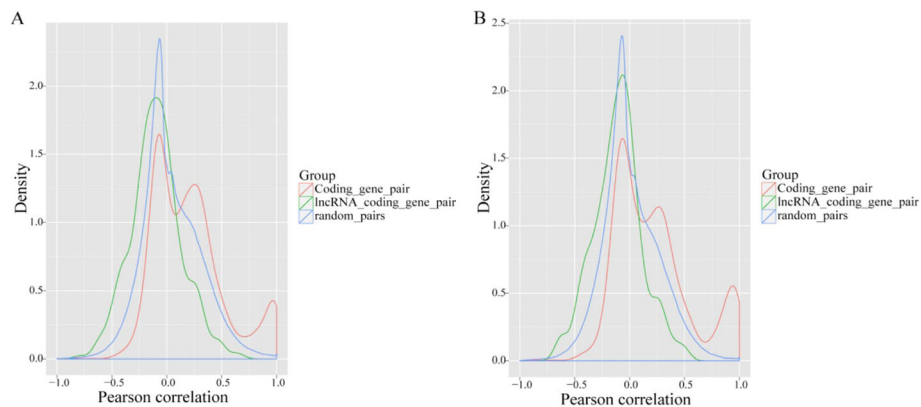 A
Density
2.0
1.5
1.0
0.5
0.0
−1.0 −0.5 0.0 0.5 1.0
Pearson correlation
Group
Coding_gene_pair
lncRNA_coding_gene_pair
random_pairs
B
Density
2.5
2.0
1.5
1.0
0.5
0.0
−1.0 −0.5 0.0 0.5 1.0
Pearson correlation
Group
Coding_gene_pair
lncRNA_coding_gene_pair
random_pairs